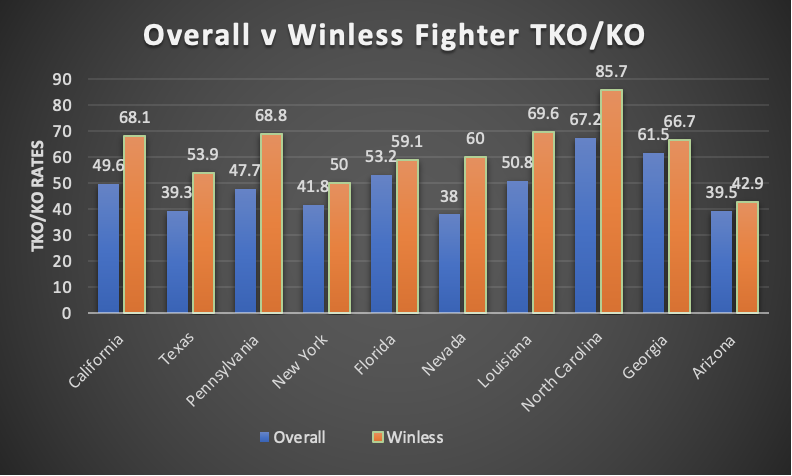 Overall v Winless Fighter TKO/KO
TKO/KO RATES
90
80
70
60
50
40
30
20
10
0
49.6
68.1
39.3
53.9
47.7
68.8
41.8
50
53.2
59.1
38
60
50.8
69.6
67.2
85.7
61.5
66.7
39.5
42.9
California
Texas
Pennsylvania
New York
Florida
Nevada
Louisiana
North Carolina
Georgia
Arizona
Overall
Winless